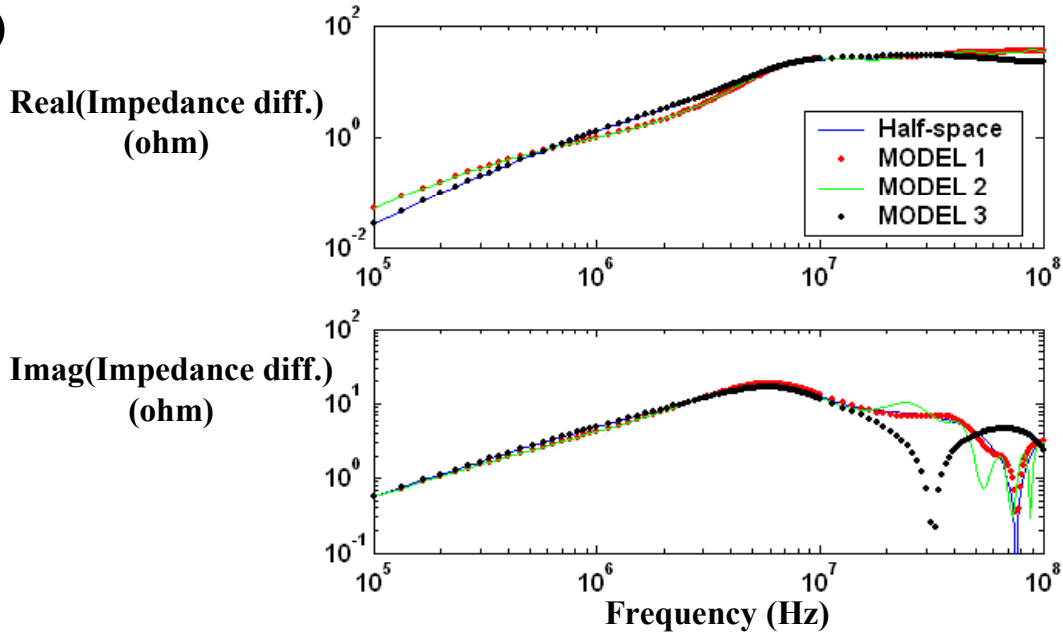 )
Real(Impedance diff.)
(ohm)
10^2
10^0
10^-2
Half-space
MODEL 1
MODEL 2
MODEL 3
10^5
10^6
10^7
10^8
Imag(Impedance diff.)
(ohm)
10^2
10^1
10^0
10^-1
10^5
10^6
10^7
10^8
Frequency (Hz)